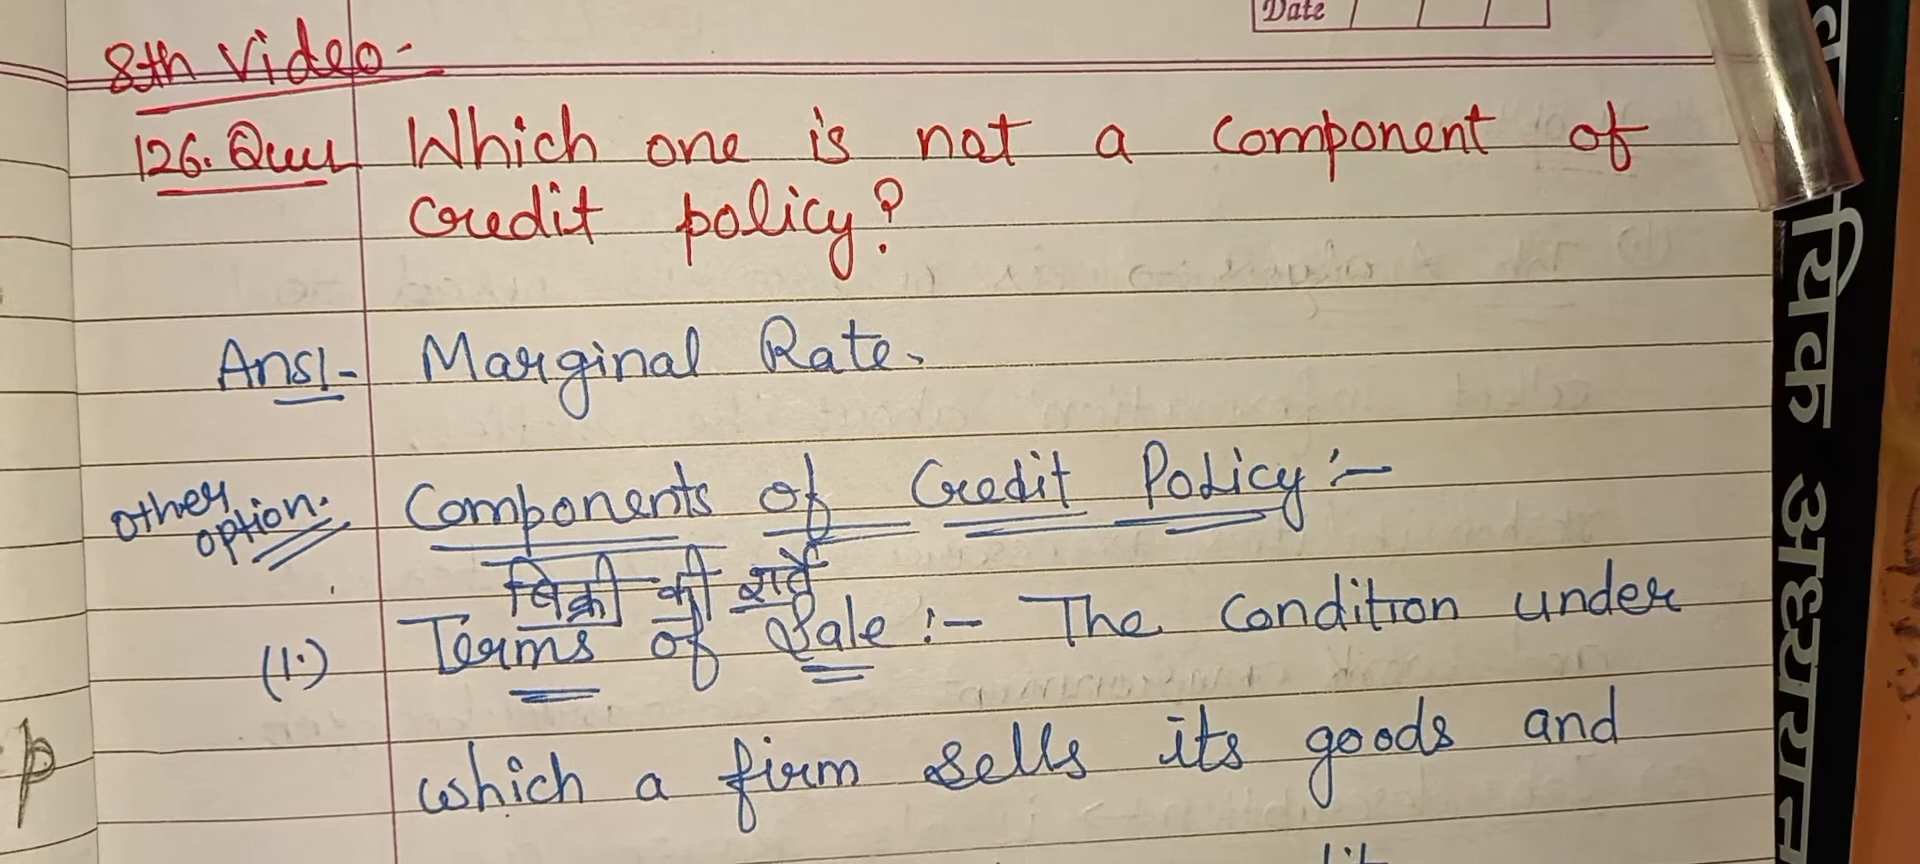 Date
8th Video-
126. Ques Which one is not a component of
credit policy?
Ans!- Marginal Rate.
other option. Components of Credit Policy :-
बिक्री की शर्ते
(1.) Terms of Sale :- The Condition under
which a firm sells its goods and
p